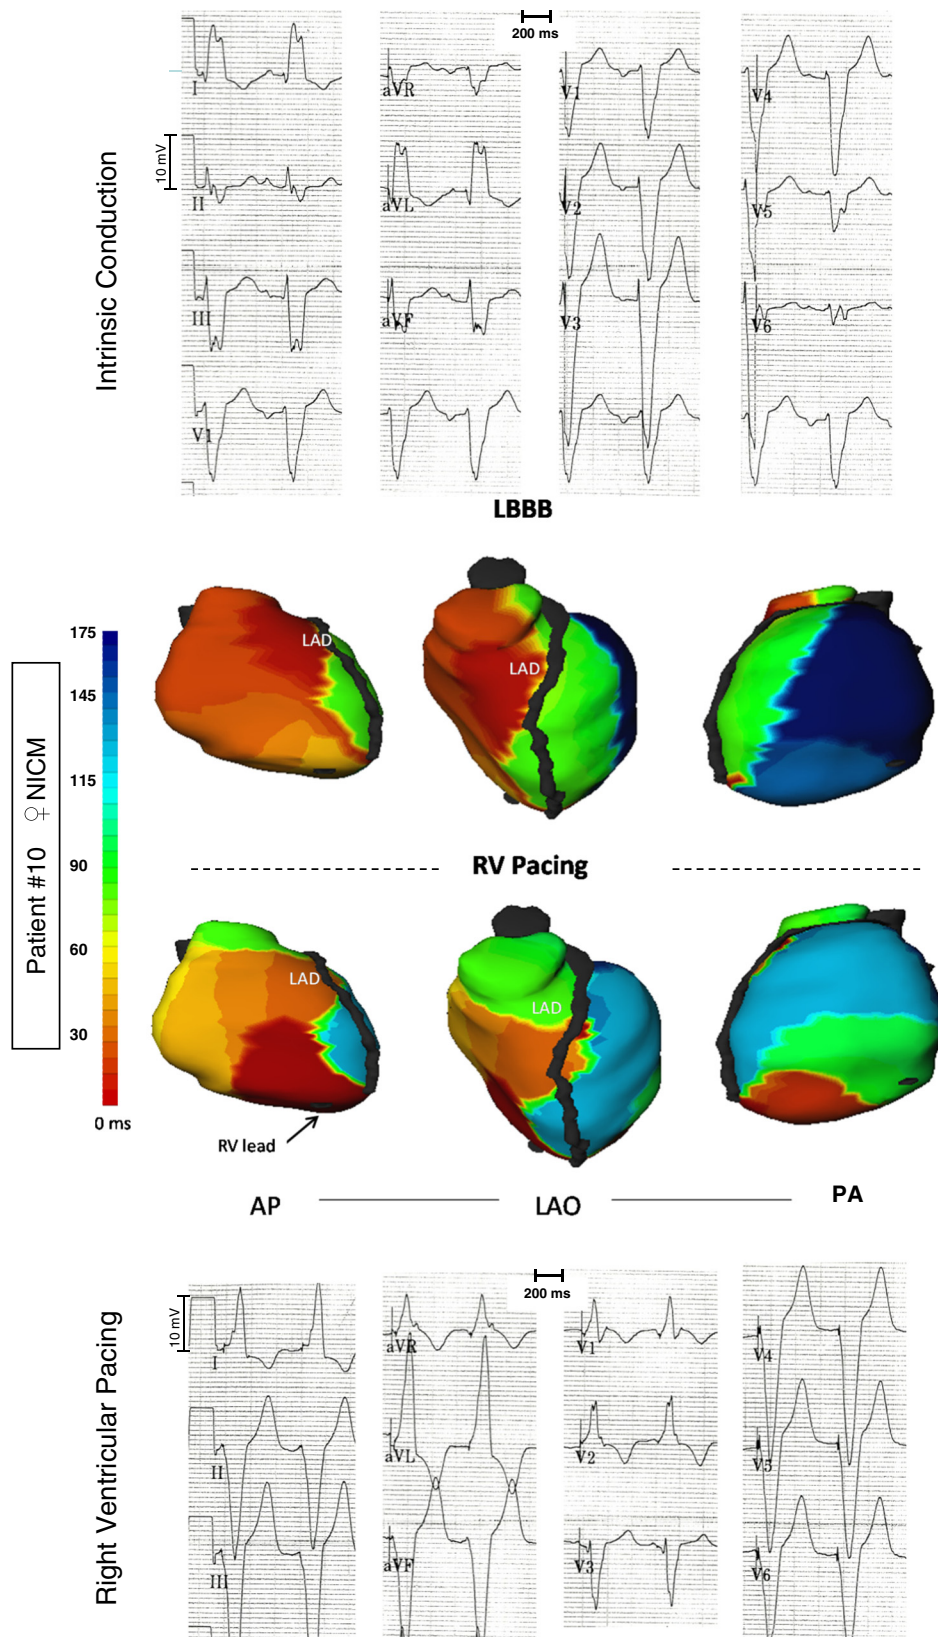 200 ms
I
aVR
V1
V4
10 mV
II
aVL
V2
V5
Intrinsic Conduction
III
aVF
V3
V6
V1
LBBB
175
145
115
90
60
30
0 ms
Patient #10 ♀ NICM
LAD
LAD
RV Pacing
LAD
LAD
RV lead
AP
LAO
PA
200 ms
10 mV
Right Ventricular Pacing
I
aVR
V1
V4
II
aVL
V2
V5
III
aVF
V3
V6